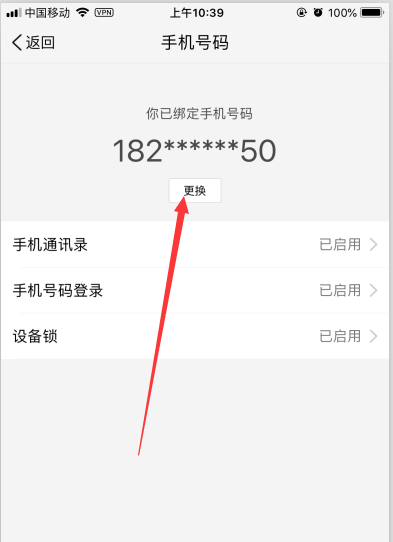 中国移动 VPN 上午10:39 100%
返回 手机号码
你已绑定手机号码
182******50
更换
手机通讯录 已启用
手机号码登录 已启用
设备锁 已启用